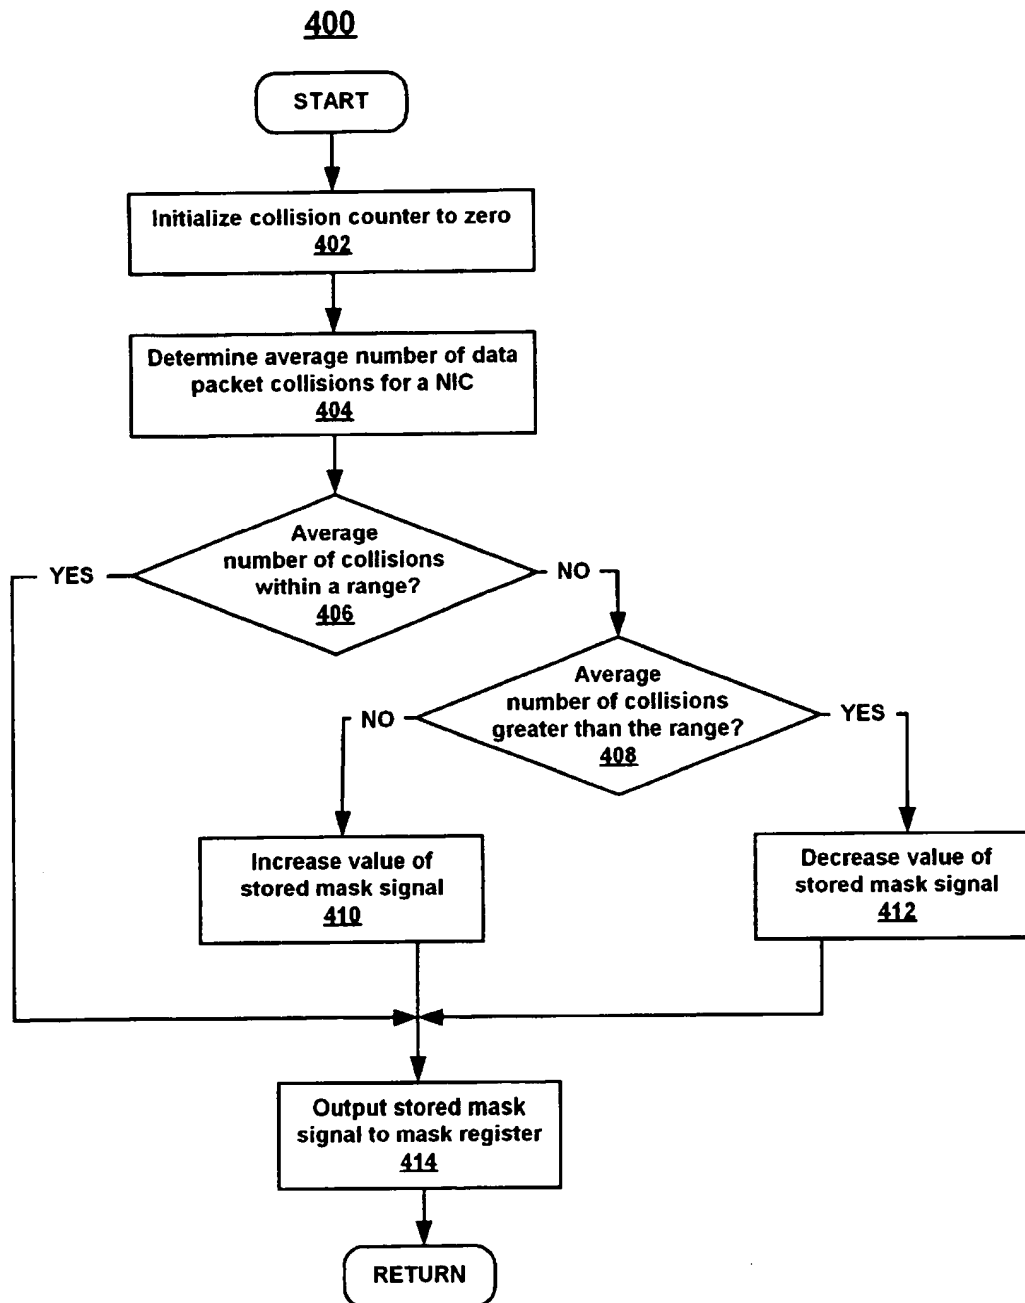 400
START
Initialize collision counter to zero
402
Determine average number of data
packet collisions for a NIC
404
Average
number of collisions
within a range?
406
YES
NO
Average
number of collisions
greater than the range?
408
NO
YES
Increase value of
stored mask signal
410
Decrease value of
stored mask signal
412
Output stored mask
signal to mask register
414
RETURN